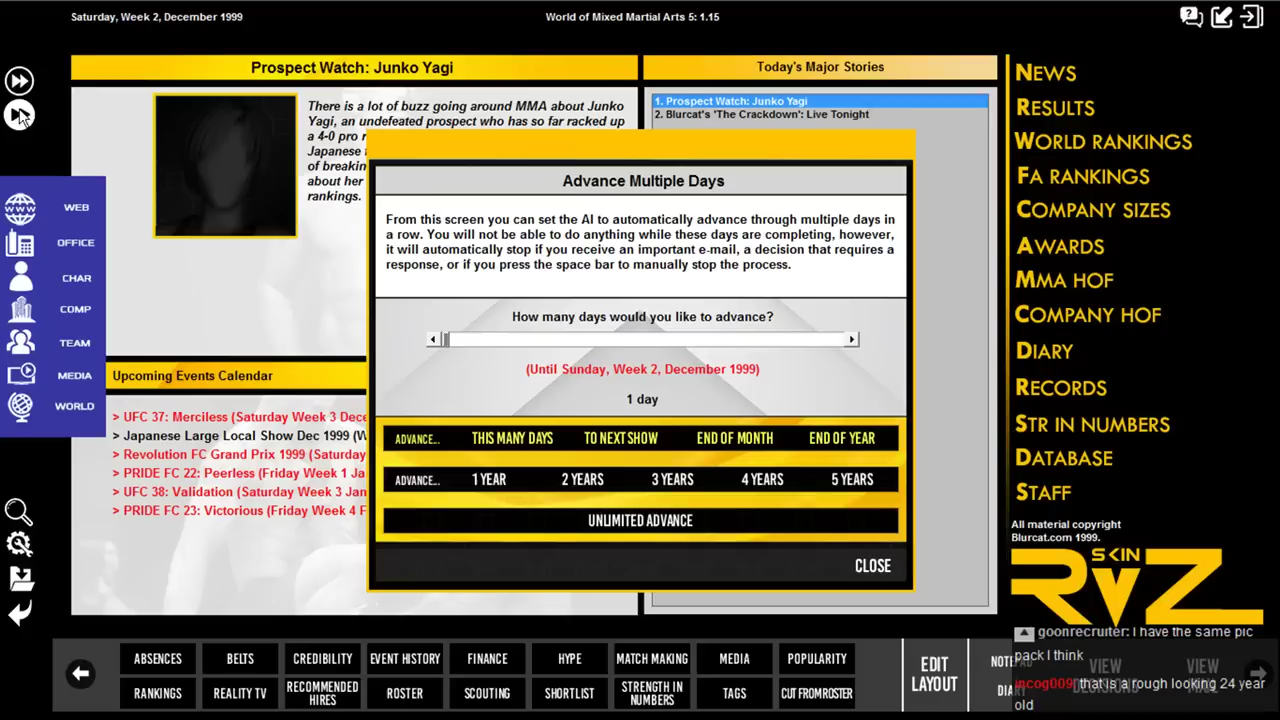 Saturday, Week 2, December 1999
World of Mixed Martial Arts 5: 1.15
Prospect Watch: Junko Yagi
Today's Major Stories
There is a lot of buzz going around MMA about Junko
Yagi, an undefeated prospect who has so far racked up
a 4-0 pro
Japanese
of breakin
about her
rankings.
1. Prospect Watch: Junko Yagi
2. Blurcat's 'The Crackdown': Live Tonight
WEB
OFFICE
CHAR
COMP
TEAM
MEDIA
WORLD
Advance Multiple Days
From this screen you can set the AI to automatically advance through multiple days in
a row. You will not be able to do anything while these days are completing, however,
it will automatically stop if you receive an important e-mail, a decision that requires a
response, or if you press the space bar to manually stop the process.
How many days would you like to advance?
(Until Sunday, Week 2, December 1999)
1 day
ADVANCE... THIS MANY DAYS TO NEXT SHOW END OF MONTH END OF YEAR
ADVANCE... 1 YEAR 2 YEARS 3 YEARS 4 YEARS 5 YEARS
UNLIMITED ADVANCE
CLOSE
Upcoming Events Calendar
> UFC 37: Merciless (Saturday Week 3 Dece
> Japanese Large Local Show Dec 1999 (W
> Revolution FC Grand Prix 1999 (Saturday
> PRIDE FC 22: Peerless (Friday Week 1 Ja
> UFC 38: Validation (Saturday Week 3 Jan
> PRIDE FC 23: Victorious (Friday Week 4 F
NEWS
RESULTS
WORLD RANKINGS
FA RANKINGS
COMPANY SIZES
AWARDS
MMA HOF
COMPANY HOF
DIARY
RECORDS
STR IN NUMBERS
DATABASE
STAFF
All material copyright
Blurcat.com 1999.
SKIN
RVZ
goonrecruiter: I have the same pic
pack I think
incog009: that is a rough looking 24 year
old
ABSENCES BELTS CREDIBILITY EVENT HISTORY FINANCE HYPE MATCH MAKING MEDIA POPULARITY
RANKINGS REALITY TV RECOMMENDED HIRES ROSTER SCOUTING SHORTLIST STRENGTH IN NUMBERS TAGS CUT FROM ROSTER
EDIT LAYOUT
VIEW
VIEW